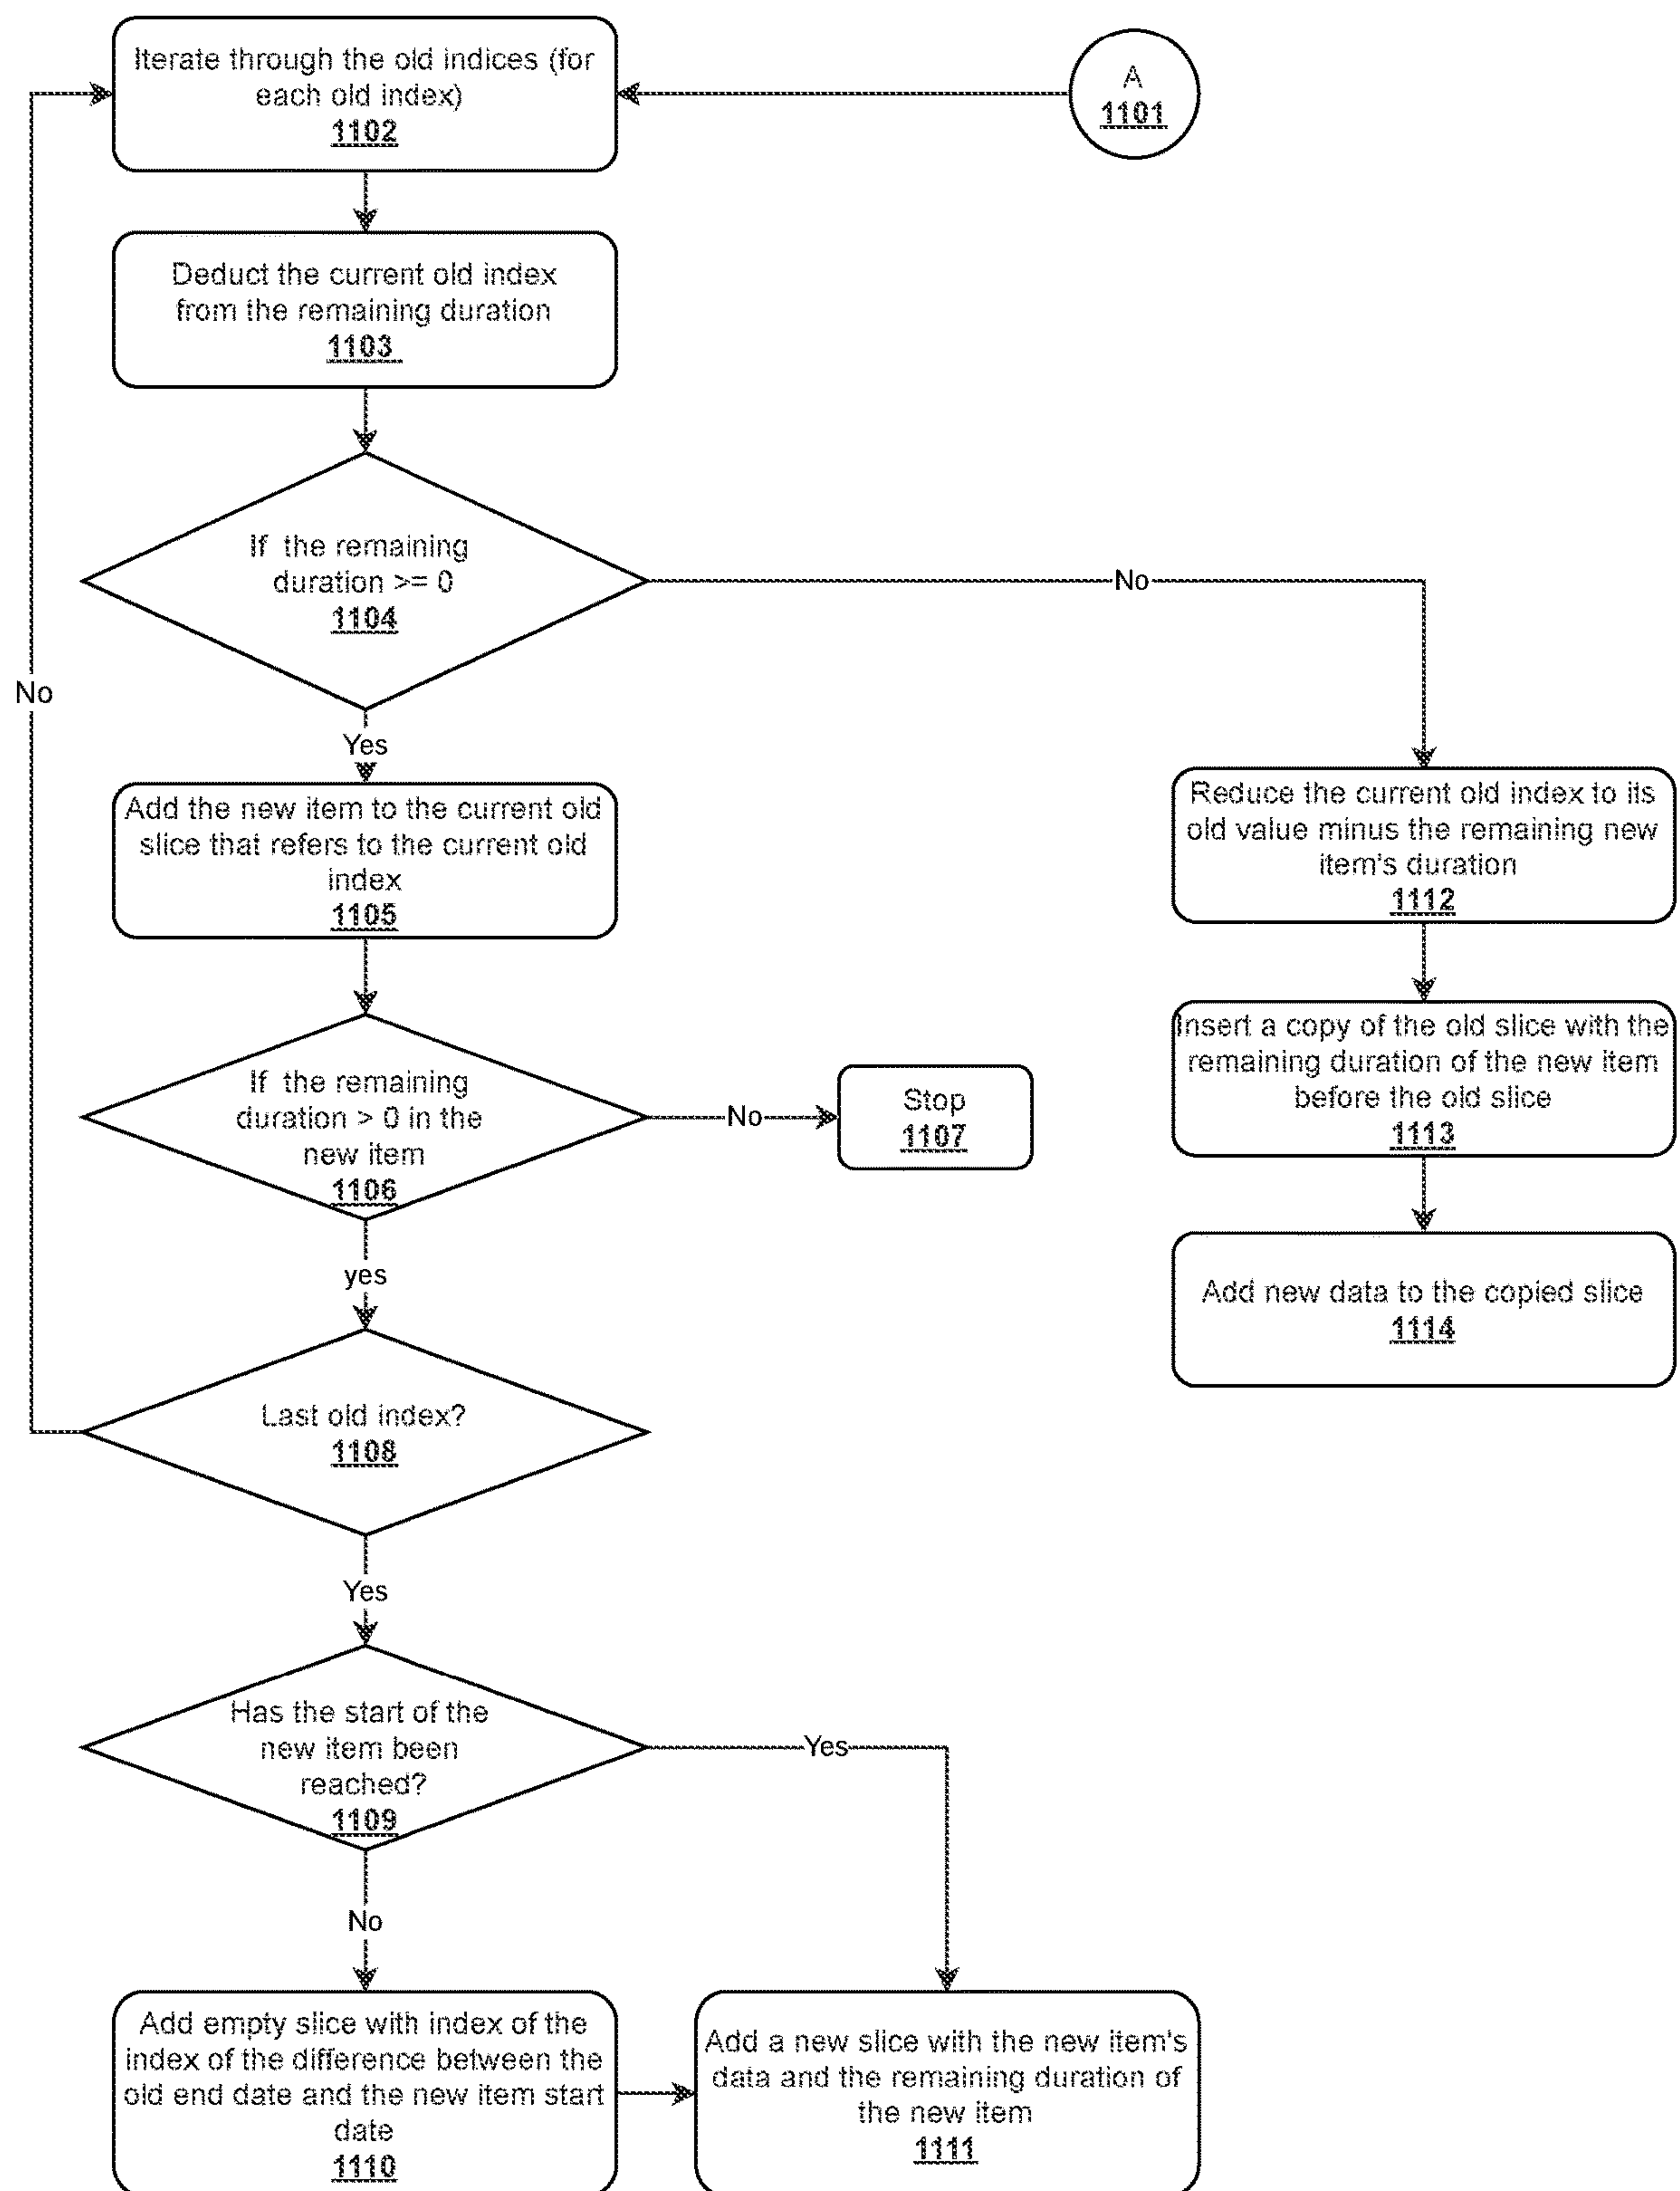 Iterate through the old indices (for
each old index)
1102
A
1101
Deduct the current old index
from the remaining duration
1103
If the remaining
duration >= 0
1104
No
No
Yes
Add the new item to the current old
slice that refers to the current old
index
1105
Reduce the current old index to its
old value minus the remaining new
item's duration
1112
If the remaining
duration > 0 in the
new item
1106
No
Stop
1107
Insert a copy of the old slice with the
remaining duration of the new item
before the old slice
1113
yes
Add new data to the copied slice
1114
Last old index?
1108
Yes
Has the start of the
new item been
reached?
1109
Yes
No
Add empty slice with index of the
index of the difference between the
old end date and the new item start
date
1110
Add a new slice with the new item's
data and the remaining duration of
the new item
1111